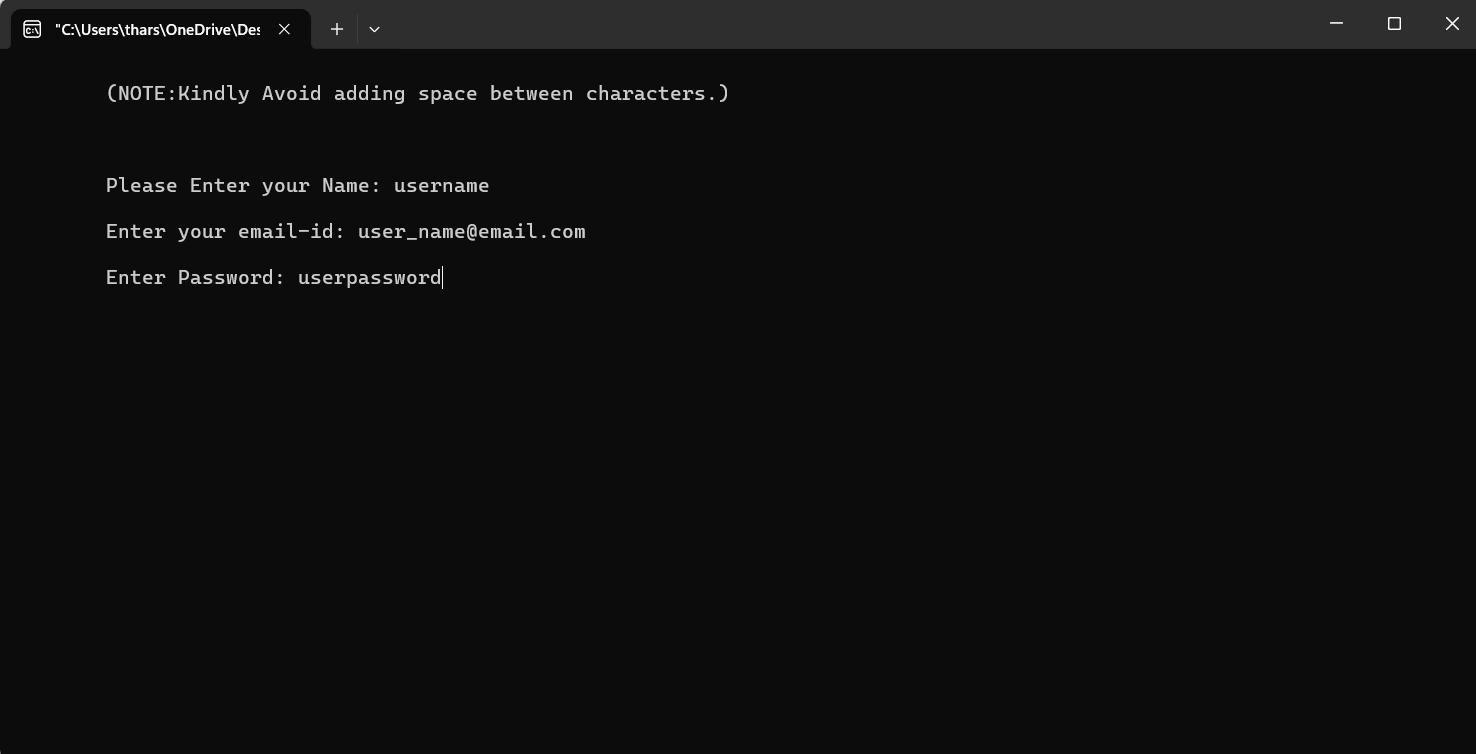 "C:\Users\thars\OneDrive\Des
(NOTE:Kindly Avoid adding space between characters.)
Please Enter your Name: username
Enter your email-id: user_name@email.com
Enter Password: userpassword